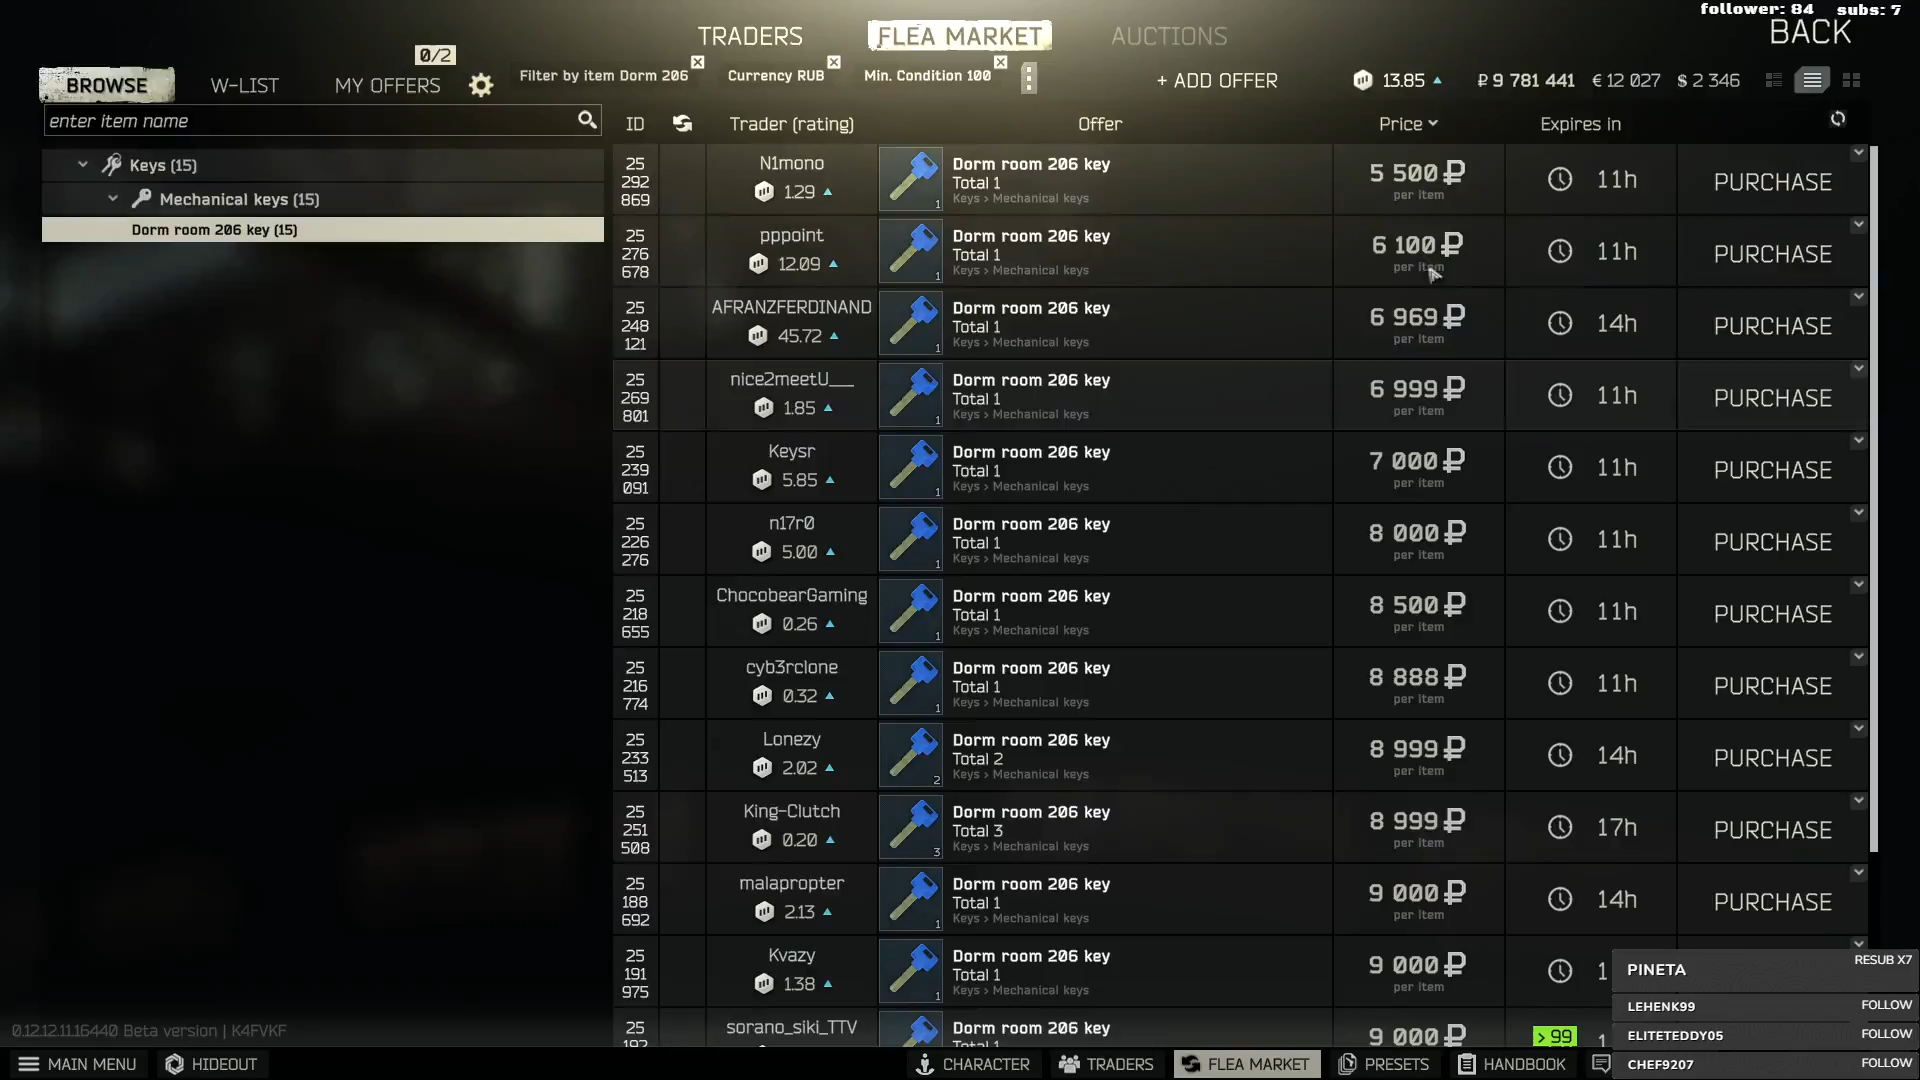 follower: 84 subs: 7
TRADERS FLEA MARKET AUCTIONS BACK
0/2
BROWSE W-LIST MY OFFERS Filter by item Dorm 206 Currency RUB Min. Condition 100 + ADD OFFER 13.85 ₽ 9 781 441 € 12 027 $ 2 346
enter item name
ID Trader (rating) Offer Price Expires in
Keys (15)
Mechanical keys (15)
Dorm room 206 key (15)
25 292 869 N1mono 1.29 1 Dorm room 206 key Total 1 Keys > Mechanical keys 5 500 ₽ per item 11h PURCHASE
25 276 678 pppoint 12.09 1 Dorm room 206 key Total 1 Keys > Mechanical keys 6 100 ₽ per item 11h PURCHASE
25 248 121 AFRANZFERDINAND 45.72 1 Dorm room 206 key Total 1 Keys > Mechanical keys 6 969 ₽ per item 14h PURCHASE
25 269 801 nice2meetU___ 1.85 1 Dorm room 206 key Total 1 Keys > Mechanical keys 6 999 ₽ per item 11h PURCHASE
25 239 091 Keysr 5.85 1 Dorm room 206 key Total 1 Keys > Mechanical keys 7 000 ₽ per item 11h PURCHASE
25 226 276 n17r0 5.00 1 Dorm room 206 key Total 1 Keys > Mechanical keys 8 000 ₽ per item 11h PURCHASE
25 218 655 ChocobearGaming 0.26 1 Dorm room 206 key Total 1 Keys > Mechanical keys 8 500 ₽ per item 11h PURCHASE
25 216 774 cyb3rclone 0.32 1 Dorm room 206 key Total 1 Keys > Mechanical keys 8 888 ₽ per item 11h PURCHASE
25 233 513 Lonezy 2.02 2 Dorm room 206 key Total 2 Keys > Mechanical keys 8 999 ₽ per item 14h PURCHASE
25 251 508 King-Clutch 0.20 3 Dorm room 206 key Total 3 Keys > Mechanical keys 8 999 ₽ per item 17h PURCHASE
25 188 692 malapropter 2.13 1 Dorm room 206 key Total 1 Keys > Mechanical keys 9 000 ₽ per item 14h PURCHASE
25 191 975 Kvazy 1.38 1 Dorm room 206 key Total 1 Keys > Mechanical keys 9 000 ₽ per item 1
25 192 sorano_siki_TTV Dorm room 206 key 9 000 ₽ >99 1
PINETA RESUB X7
LEHENK99 FOLLOW
ELITETEDDY05 FOLLOW
CHEF9207 FOLLOW
0.12.12.11.16440 Beta version | K4FVKF
MAIN MENU HIDEOUT CHARACTER TRADERS FLEA MARKET PRESETS HANDBOOK